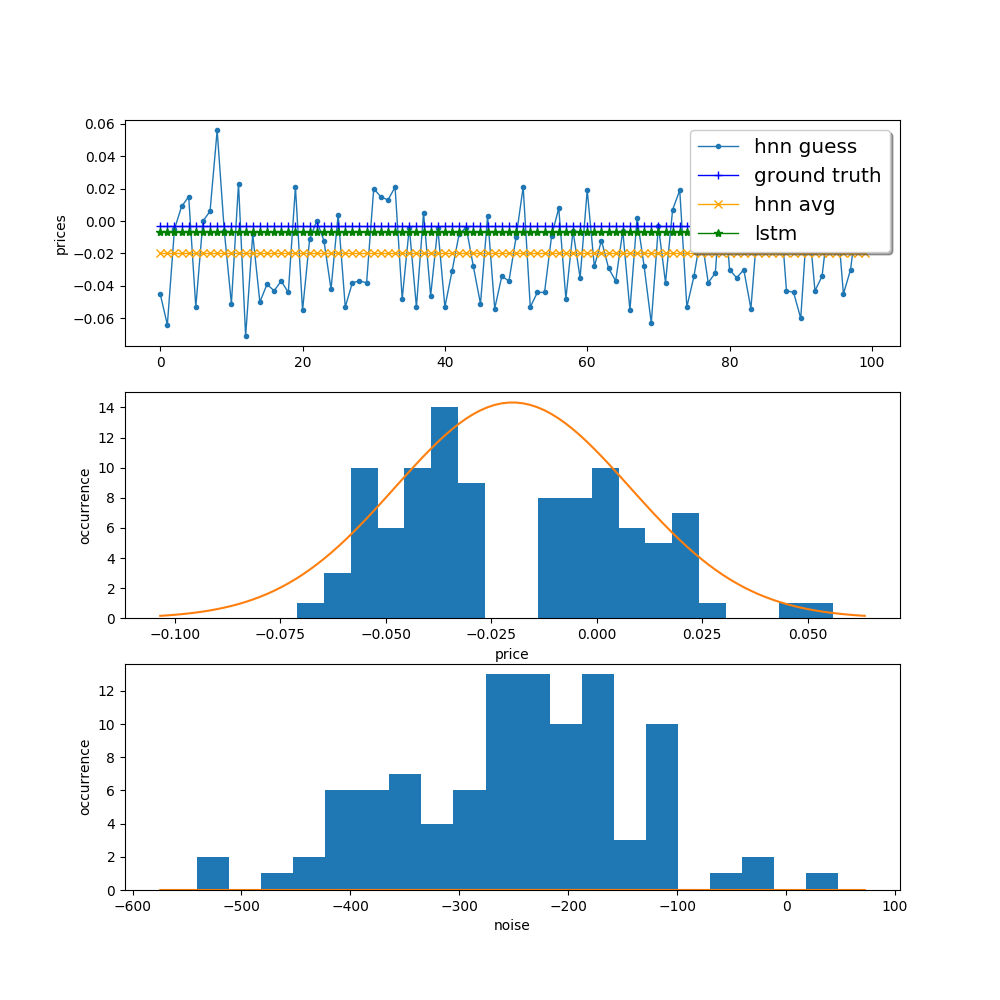 0.06
0.04
0.02
0.00
−0.02
−0.04
−0.06
prices
hnn guess
ground truth
hnn avg
lstm
0 20 40 60 80 100
14
12
10
8
6
4
2
0
occurrence
−0.100 −0.075 −0.050 −0.025 0.000 0.025 0.050
price
12
10
8
6
4
2
0
occurrence
−600 −500 −400 −300 −200 −100 0 100
noise